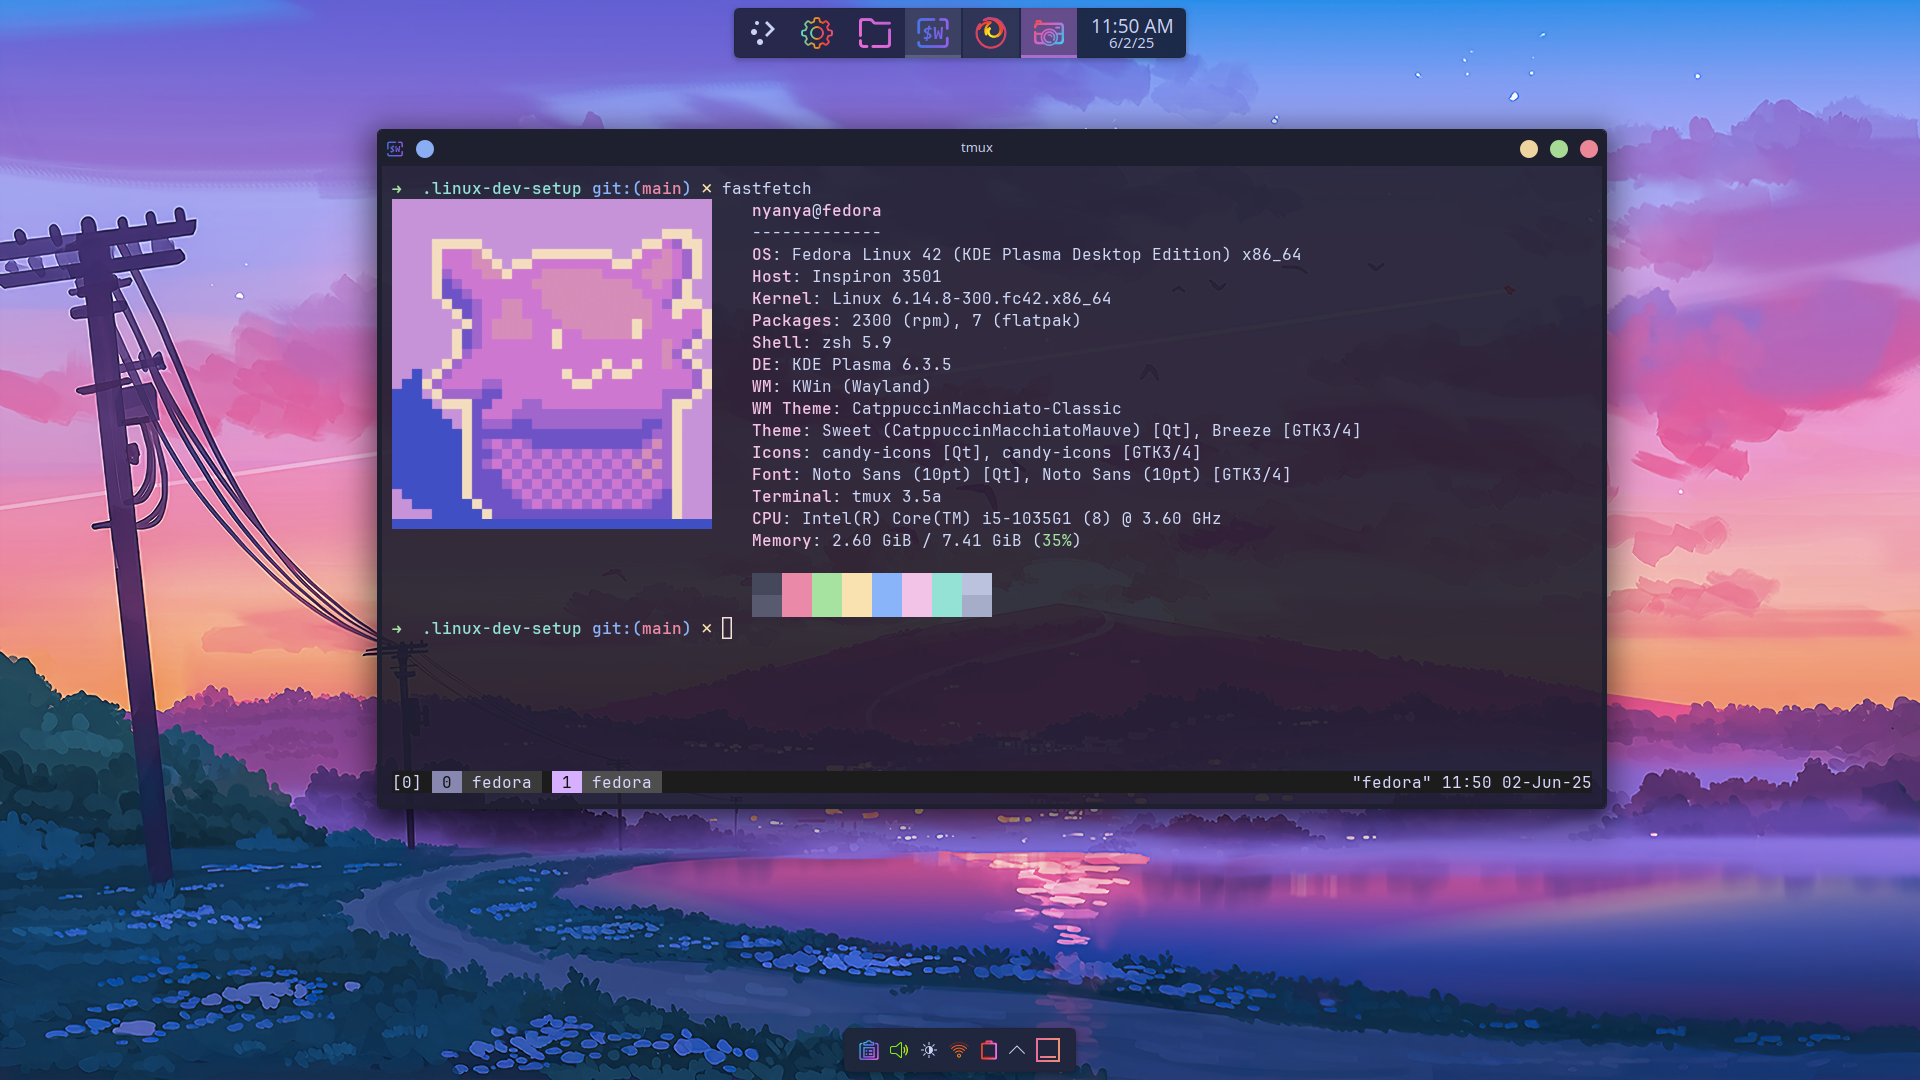 11:50 AM
6/2/25
tmux
➜ .linux-dev-setup git:(main) ✗ fastfetch
nyanya@fedora
-------------
OS: Fedora Linux 42 (KDE Plasma Desktop Edition) x86_64
Host: Inspiron 3501
Kernel: Linux 6.14.8-300.fc42.x86_64
Packages: 2300 (rpm), 7 (flatpak)
Shell: zsh 5.9
DE: KDE Plasma 6.3.5
WM: KWin (Wayland)
WM Theme: CatppuccinMacchiato-Classic
Theme: Sweet (CatppuccinMacchiatoMauve) [Qt], Breeze [GTK3/4]
Icons: candy-icons [Qt], candy-icons [GTK3/4]
Font: Noto Sans (10pt) [Qt], Noto Sans (10pt) [GTK3/4]
Terminal: tmux 3.5a
CPU: Intel(R) Core(TM) i5-1035G1 (8) @ 3.60 GHz
Memory: 2.60 GiB / 7.41 GiB (35%)
➜ .linux-dev-setup git:(main) ✗
[0] 0 fedora 1 fedora "fedora" 11:50 02-Jun-25